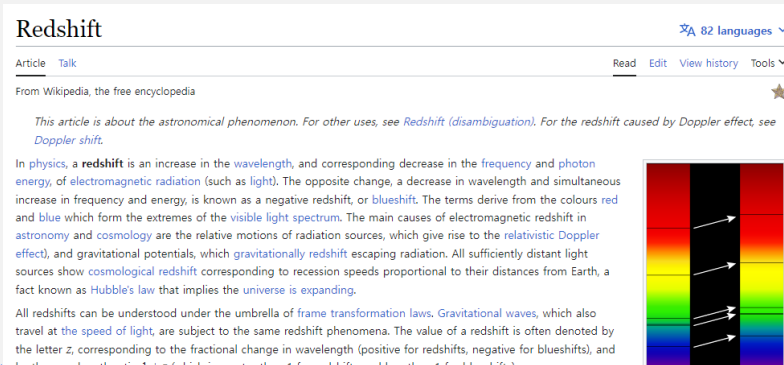 Redshift
82 languages
Article Talk
Read Edit View history Tools
From Wikipedia, the free encyclopedia
This article is about the astronomical phenomenon. For other uses, see Redshift (disambiguation). For the redshift caused by Doppler effect, see
Doppler shift.
In physics, a redshift is an increase in the wavelength, and corresponding decrease in the frequency and photon
energy, of electromagnetic radiation (such as light). The opposite change, a decrease in wavelength and simultaneous
increase in frequency and energy, is known as a negative redshift, or blueshift. The terms derive from the colours red
and blue which form the extremes of the visible light spectrum. The main causes of electromagnetic redshift in
astronomy and cosmology are the relative motions of radiation sources, which give rise to the relativistic Doppler
effect), and gravitational potentials, which gravitationally redshift escaping radiation. All sufficiently distant light
sources show cosmological redshift corresponding to recession speeds proportional to their distances from Earth, a
fact known as Hubble's law that implies the universe is expanding.
All redshifts can be understood under the umbrella of frame transformation laws. Gravitational waves, which also
travel at the speed of light, are subject to the same redshift phenomena. The value of a redshift is often denoted by
the letter z, corresponding to the fractional change in wavelength (positive for redshifts, negative for blueshifts), and